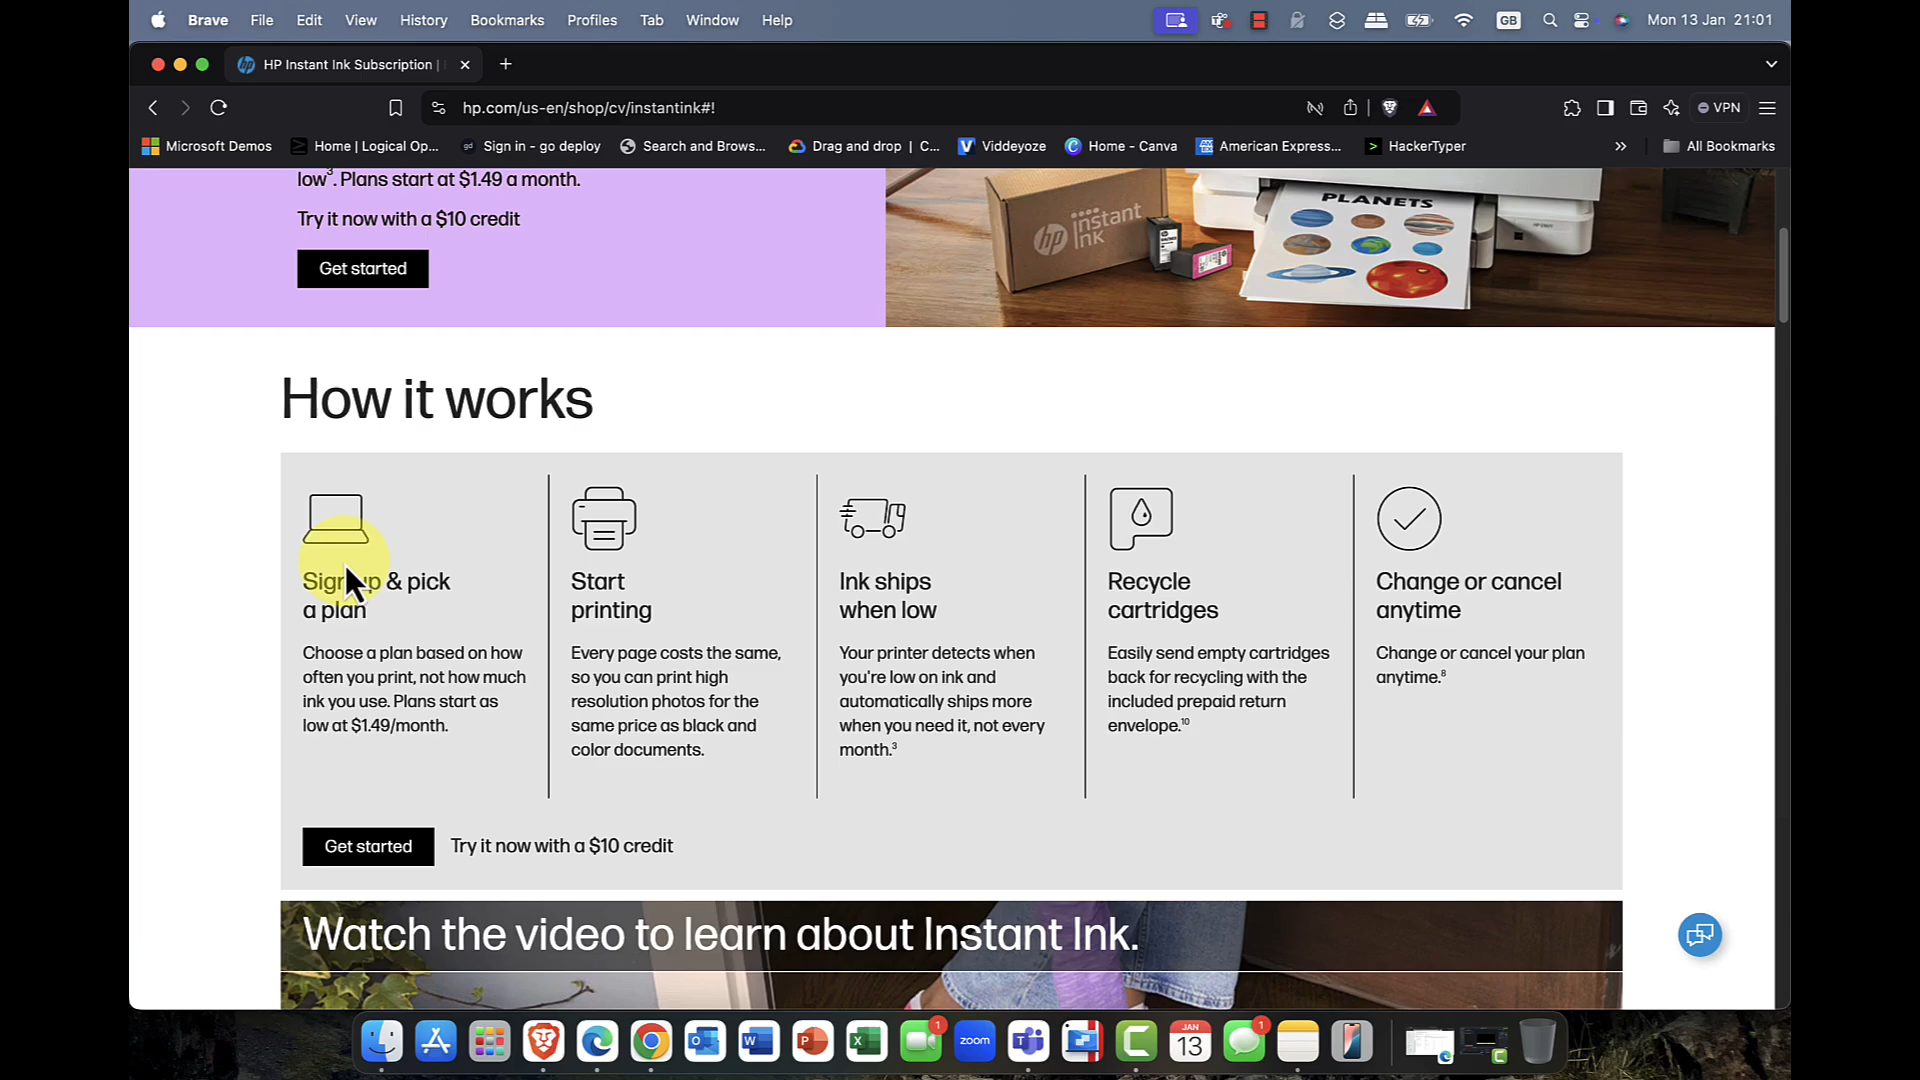 Brave File Edit View History Bookmarks Profiles Tab Window Help GB Mon 13 Jan 21:01
HP Instant Ink Subscription |
hp.com/us-en/shop/cv/instantink#! VPN
Microsoft Demos Home | Logical Op... Sign in - go deploy Search and Brows... Drag and drop | C... Viddeyoze Home - Canva American Express... HackerTyper » All Bookmarks
low³. Plans start at $1.49 a month.
Try it now with a $10 credit
Get started
PLANETS
hp instant ink
How it works
Sign up & pick
a plan
Choose a plan based on how
often you print, not how much
ink you use. Plans start as
low at $1.49/month.
Start
printing
Every page costs the same,
so you can print high
resolution photos for the
same price as black and
color documents.
Ink ships
when low
Your printer detects when
you're low on ink and
automatically ships more
when you need it, not every
month.³
Recycle
cartridges
Easily send empty cartridges
back for recycling with the
included prepaid return
envelope.¹⁰
Change or cancel
anytime
Change or cancel your plan
anytime.⁸
Get started Try it now with a $10 credit
Watch the video to learn about Instant Ink.
1 zoom JAN 13 1